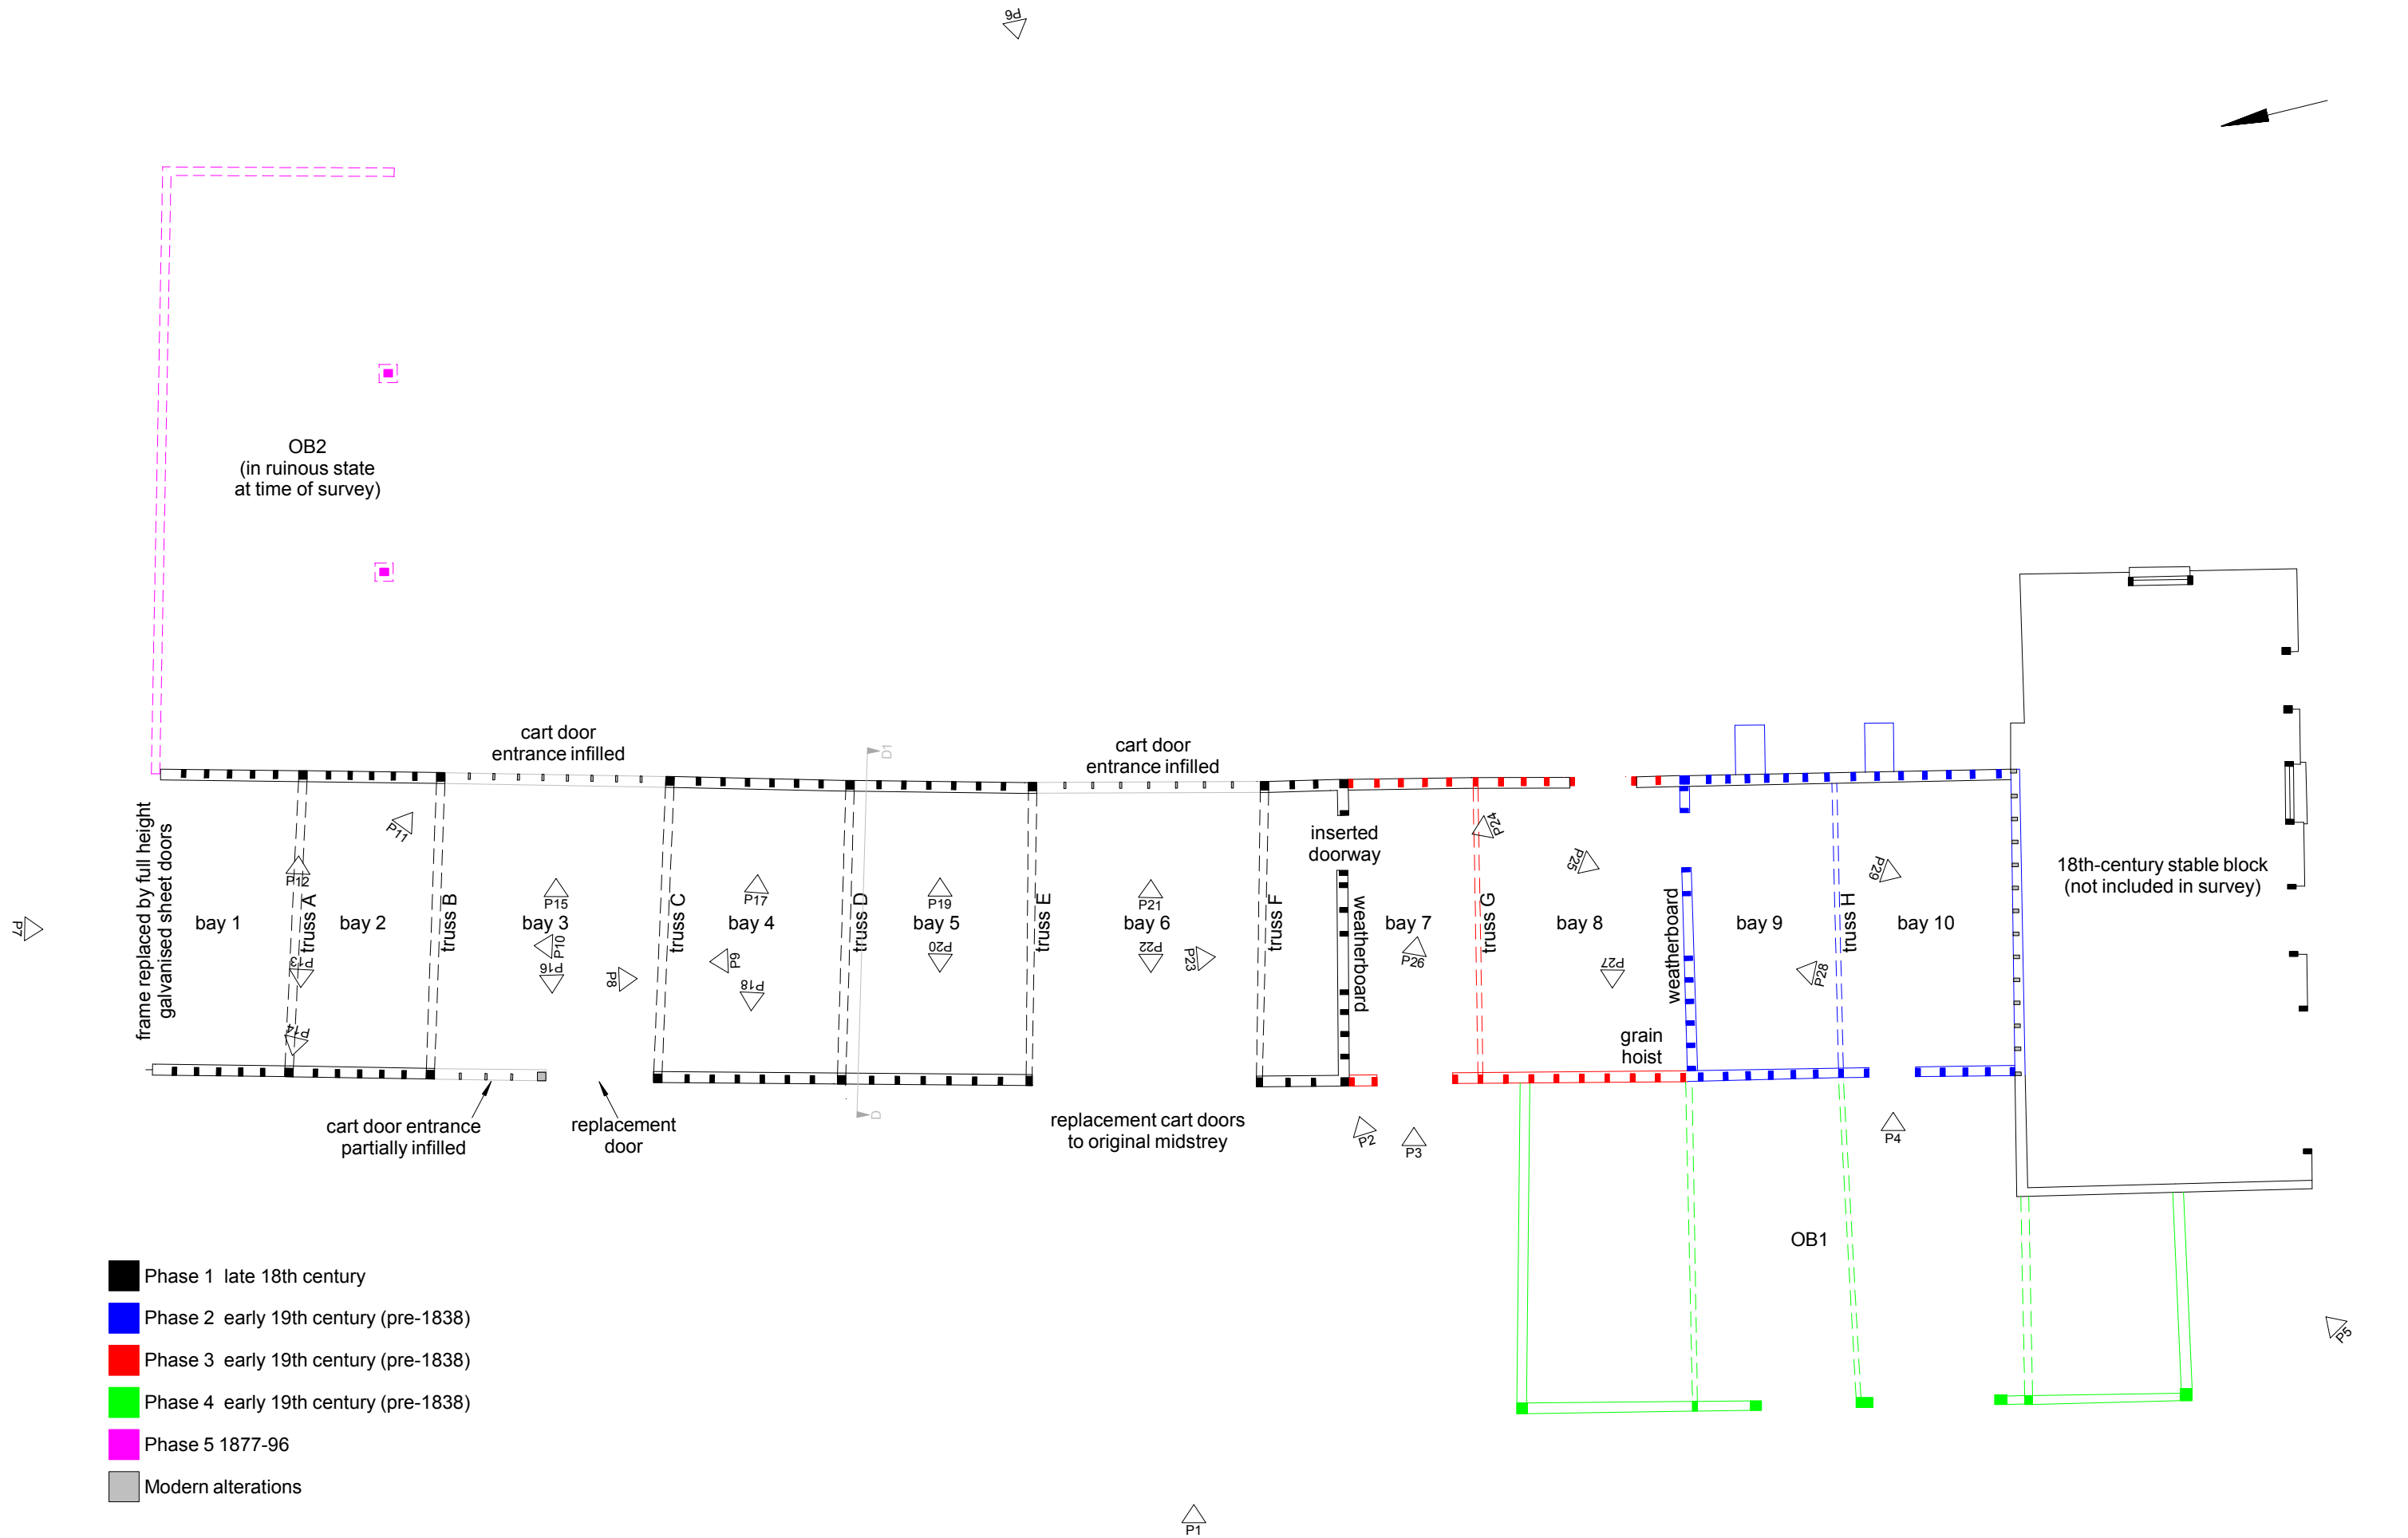 P6
OB2
(in ruinous state
at time of survey)
cart door
entrance infilled
D1
cart door
entrance infilled
frame replaced by full height
galvanised sheet doors
P7
bay 1
truss A
bay 2
truss B
bay 3
truss C
bay 4
truss D
bay 5
truss E
bay 6
truss F
inserted
doorway
weatherboard
bay 7
truss G
bay 8
weatherboard
bay 9
truss H
bay 10
18th-century stable block
(not included in survey)
P11
P12
P13
P14
P15
P10
P16
P8
P9
P17
P18
P19
P20
P21
P22
P23
P24
P25
P26
P27
P28
P29
grain
hoist
cart door entrance
partially infilled
replacement
door
D
replacement cart doors
to original midstrey
P2
P3
P4
OB1
P5
Phase 1 late 18th century
Phase 2 early 19th century (pre-1838)
Phase 3 early 19th century (pre-1838)
Phase 4 early 19th century (pre-1838)
Phase 5 1877-96
Modern alterations
P1